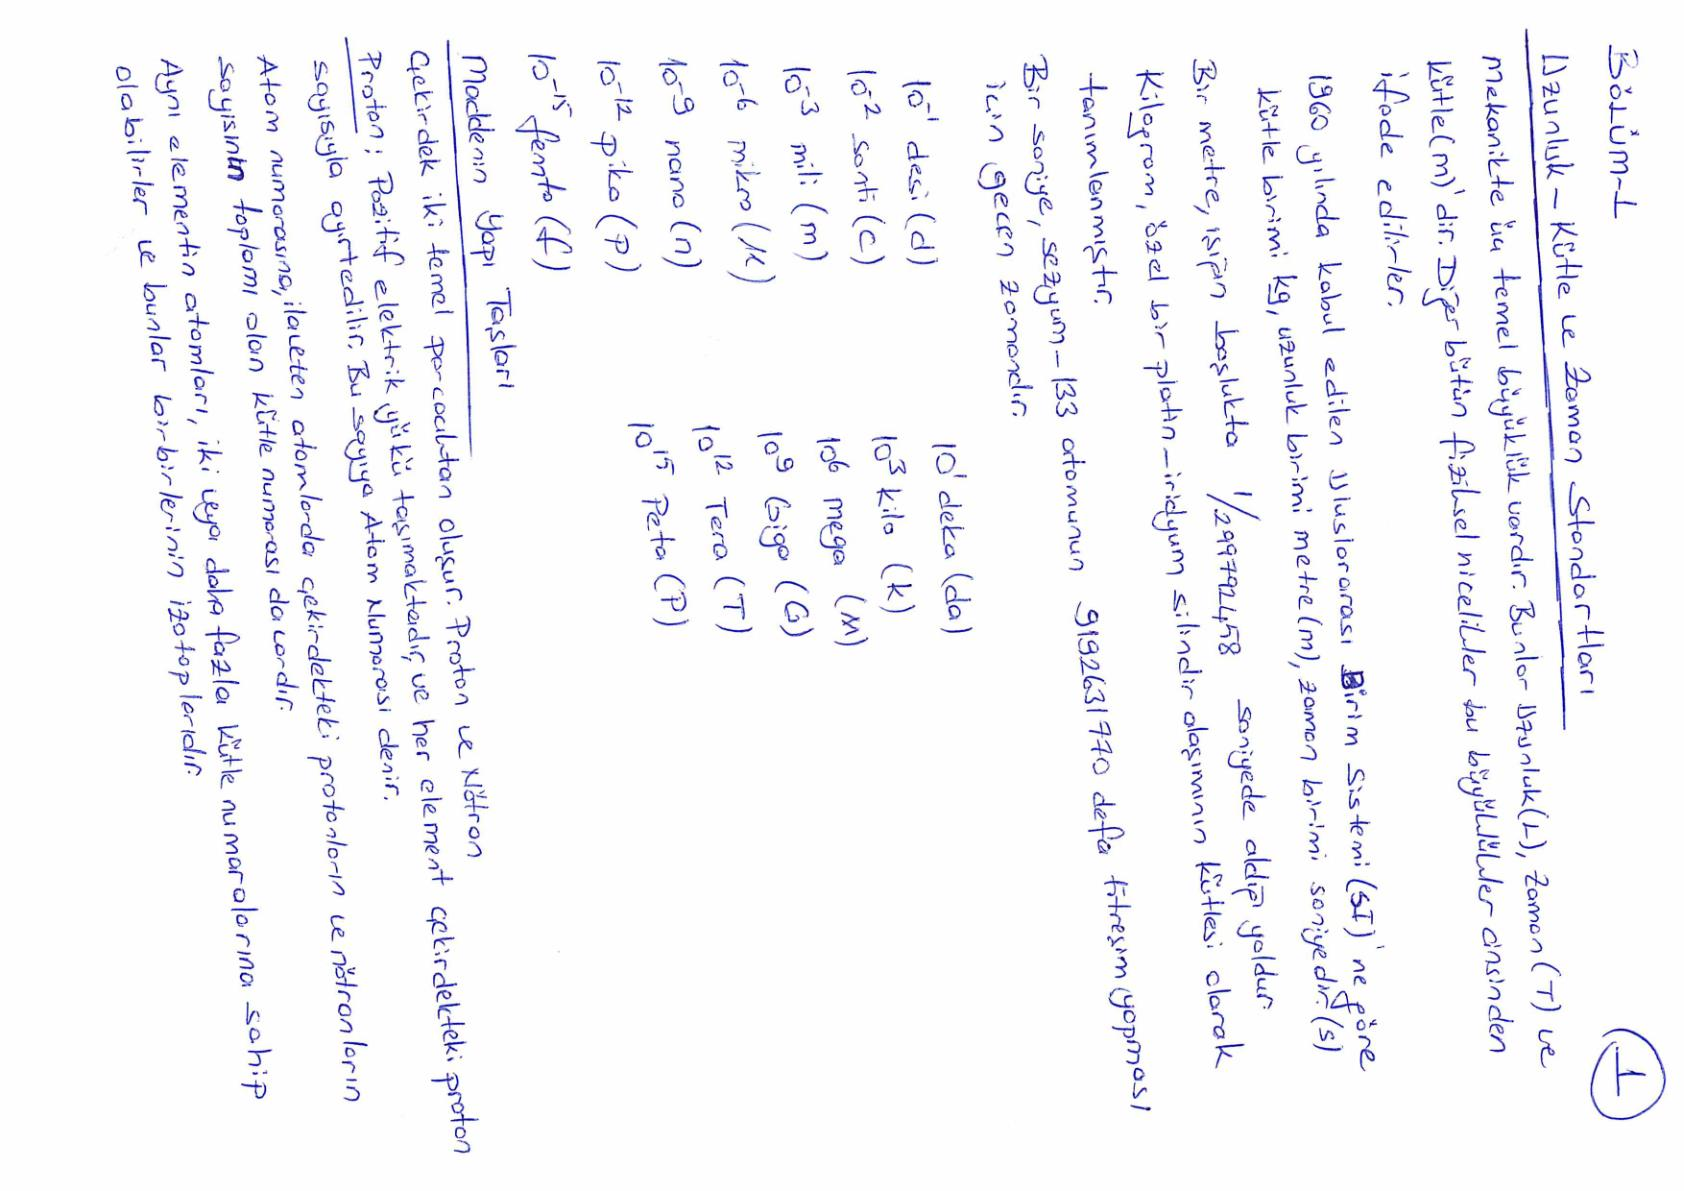 1
BÖLÜM-1
Uzunluk – Kütle ve Zaman Standartları
Mekanikte üç temel büyüklük vardır. Bunlar Uzunluk(L), Zaman (T) ve
kütle(m)'dir. Diğer bütün fiziksel nicelikler bu büyüklükler cinsinden
ifade edilirler.
1960 yılında kabul edilen Uluslararası Birim Sistemi (SI)'ne göre
kütle birimi kg, uzunluk birimi metre(m), zaman birimi saniyedir.(s)
Bir metre, ışığın boşlukta 1/299792458 saniyede aldığı yoldur.
Kilogram, özel bir platin–iridyum silindir alaşımının kütlesi olarak
tanımlanmıştır.
Bir saniye, sezyum–133 atomunun 9192631770 defa titreşim yapması
için geçen zamandır.
10⁻¹ desi (d) 10¹ deka (da)
10⁻² santi (c) 10³ kilo (k)
10⁻³ mili (m) 10⁶ mega (M)
10⁻⁶ mikro (μ) 10⁹ Giga (G)
10⁻⁹ nano (n) 10¹² Tera (T)
10⁻¹² piko (p) 10¹⁵ Peta (P)
10⁻¹⁵ femto (f)
Maddenin Yapı Taşları
Çekirdek iki temel parçacıktan oluşur. Proton ve Nötron
Proton: Pozitif elektrik yükü taşımaktadır, ve her element çekirdekteki proton
sayısıyla ayırtedilir. Bu sayıya Atom Numarası denir.
Atom numarasına, ilaveten atomlarda çekirdekteki protonların ve nötronların
sayısının toplamı olan kütle numarası da vardır.
Aynı elementin atomları, iki veya daha fazla kütle numaralarına sahip
olabilirler ve bunlar birbirlerinin izotoplarıdır.